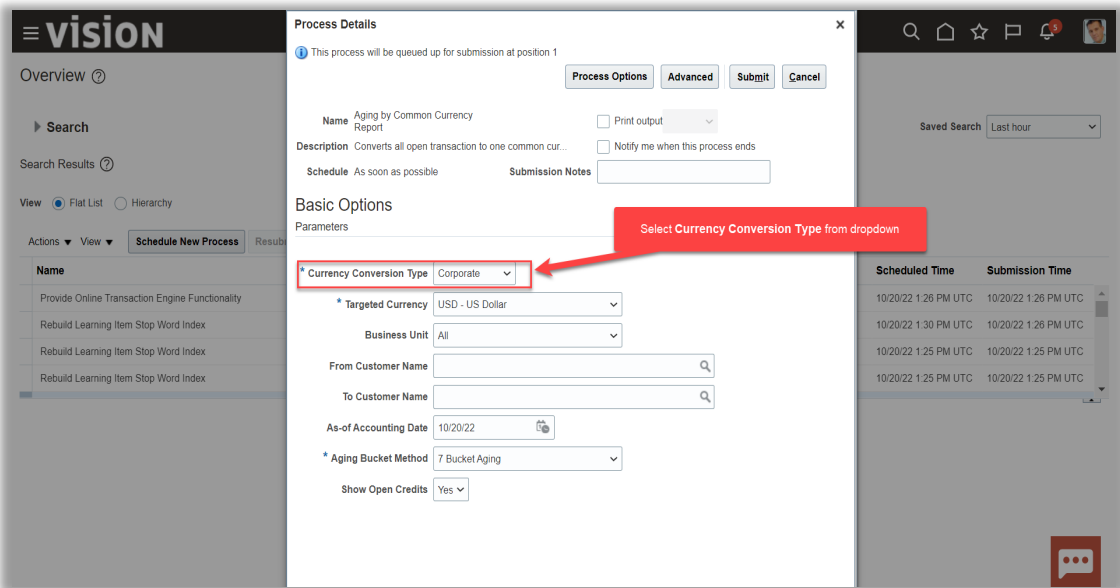 vision
5
Overview
Search
Saved Search Last hour
Search Results
View Flat List Hierarchy
Actions View Schedule New Process
Name
Scheduled Time Submission Time
Provide Online Transaction Engine Functionality
10/20/22 1:26 PM UTC 10/20/22 1:26 PM UTC
Rebuild Learning Item Stop Word Index
10/20/22 1:30 PM UTC 10/20/22 1:26 PM UTC
Rebuild Learning Item Stop Word Index
10/20/22 1:25 PM UTC 10/20/22 1:25 PM UTC
Rebuild Learning Item Stop Word Index
10/20/22 1:25 PM UTC 10/20/22 1:25 PM UTC
Process Details
This process will be queued up for submission at position 1
Process Options Advanced Submit Cancel
Name Aging by Common Currency
Report
Print output
Description Converts all open transaction to one common cur...
Notify me when this process ends
Schedule As soon as possible
Submission Notes
Basic Options
Parameters
Select Currency Conversion Type from dropdown
* Currency Conversion Type Corporate
* Targeted Currency USD - US Dollar
Business Unit All
From Customer Name
To Customer Name
As-of Accounting Date 10/20/22
* Aging Bucket Method 7 Bucket Aging
Show Open Credits Yes